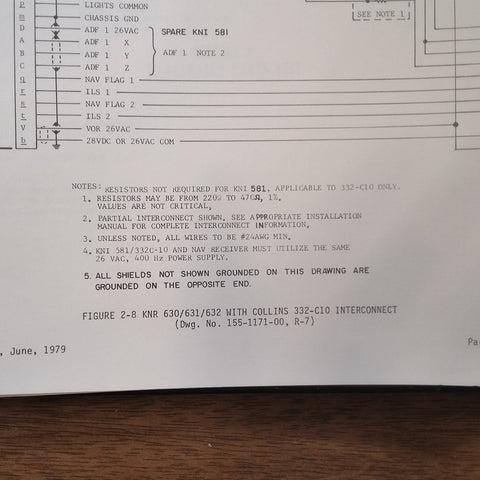 p LIGHTS COMMON
m CHASSIS GND
SEE NOTE 1
D ADF 1 26VAC
SPARE KNI 581
A ADF 1 X
B ADF 1 Y
ADF 1 NOTE 2
C ADF 1 Z
NAV FLAG 1
r ILS 1
NAV FLAG 2
t ILS 2
V VOR 26VAC
b 28VDC OR 26VAC COM
NOTES: RESISTORS NOT REQUIRED FOR KNI 581, APPLICABLE TO 332-C10 ONLY.
1. RESISTORS MAY BE FROM 220Ω TO 470Ω, 1%,
VALUES ARE NOT CRITICAL.
2. PARTIAL INTERCONNECT SHOWN, SEE APPROPRIATE INSTALLATION
MANUAL FOR COMPLETE INTERCONNECT INFORMATION.
3. UNLESS NOTED, ALL WIRES TO BE #24AWG MIN.
4. KNI 581/332C-10 AND NAV RECEIVER MUST UTILIZE THE SAME
26 VAC, 400 Hz POWER SUPPLY.
5. ALL SHIELDS NOT SHOWN GROUNDED ON THIS DRAWING ARE
GROUNDED ON THE OPPOSITE END.
FIGURE 2-8 KNR 630/631/632 WITH COLLINS 332-C10 INTERCONNECT
(Dwg. No. 155-1171-00, R-7)
, June, 1979
Pa